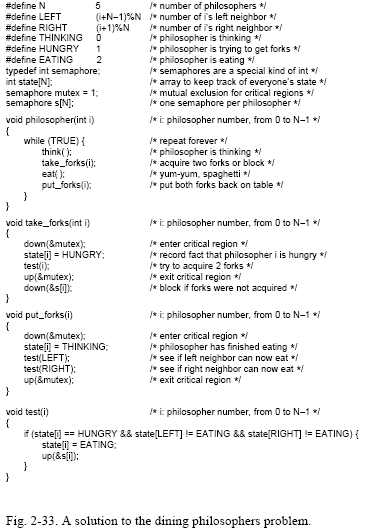 #define N 5 /* number of philosophers */
#define LEFT (i+N−1)%N /* number of i's left neighbor */
#define RIGHT (i+1)%N /* number of i's right neighbor */
#define THINKING 0 /* philosopher is thinking */
#define HUNGRY 1 /* philosopher is trying to get forks */
#define EATING 2 /* philosopher is eating */
typedef int semaphore; /* semaphores are a special kind of int */
int state[N]; /* array to keep track of everyone's state */
semaphore mutex = 1; /* mutual exclusion for critical regions */
semaphore s[N]; /* one semaphore per philosopher */
void philosopher(int i) /* i: philosopher number, from 0 to N−1 */
{
while (TRUE) { /* repeat forever */
think( ); /* philosopher is thinking */
take_forks(i); /* acquire two forks or block */
eat( ); /* yum-yum, spaghetti */
put_forks(i); /* put both forks back on table */
}
}
void take_forks(int i) /* i: philosopher number, from 0 to N−1 */
{
down(&mutex); /* enter critical region */
state[i] = HUNGRY; /* record fact that philosopher i is hungry */
test(i); /* try to acquire 2 forks */
up(&mutex); /* exit critical region */
down(&s[i]); /* block if forks were not acquired */
}
void put_forks(i) /* i: philosopher number, from 0 to N−1 */
{
down(&mutex); /* enter critical region */
state[i] = THINKING; /* philosopher has finished eating */
test(LEFT); /* see if left neighbor can now eat */
test(RIGHT); /* see if right neighbor can now eat */
up(&mutex); /* exit critical region */
}
void test(i) /* i: philosopher number, from 0 to N−1 */
{
if (state[i] == HUNGRY && state[LEFT] != EATING && state[RIGHT] != EATING) {
state[i] = EATING;
up(&s[i]);
}
}
Fig. 2-33. A solution to the dining philosophers problem.